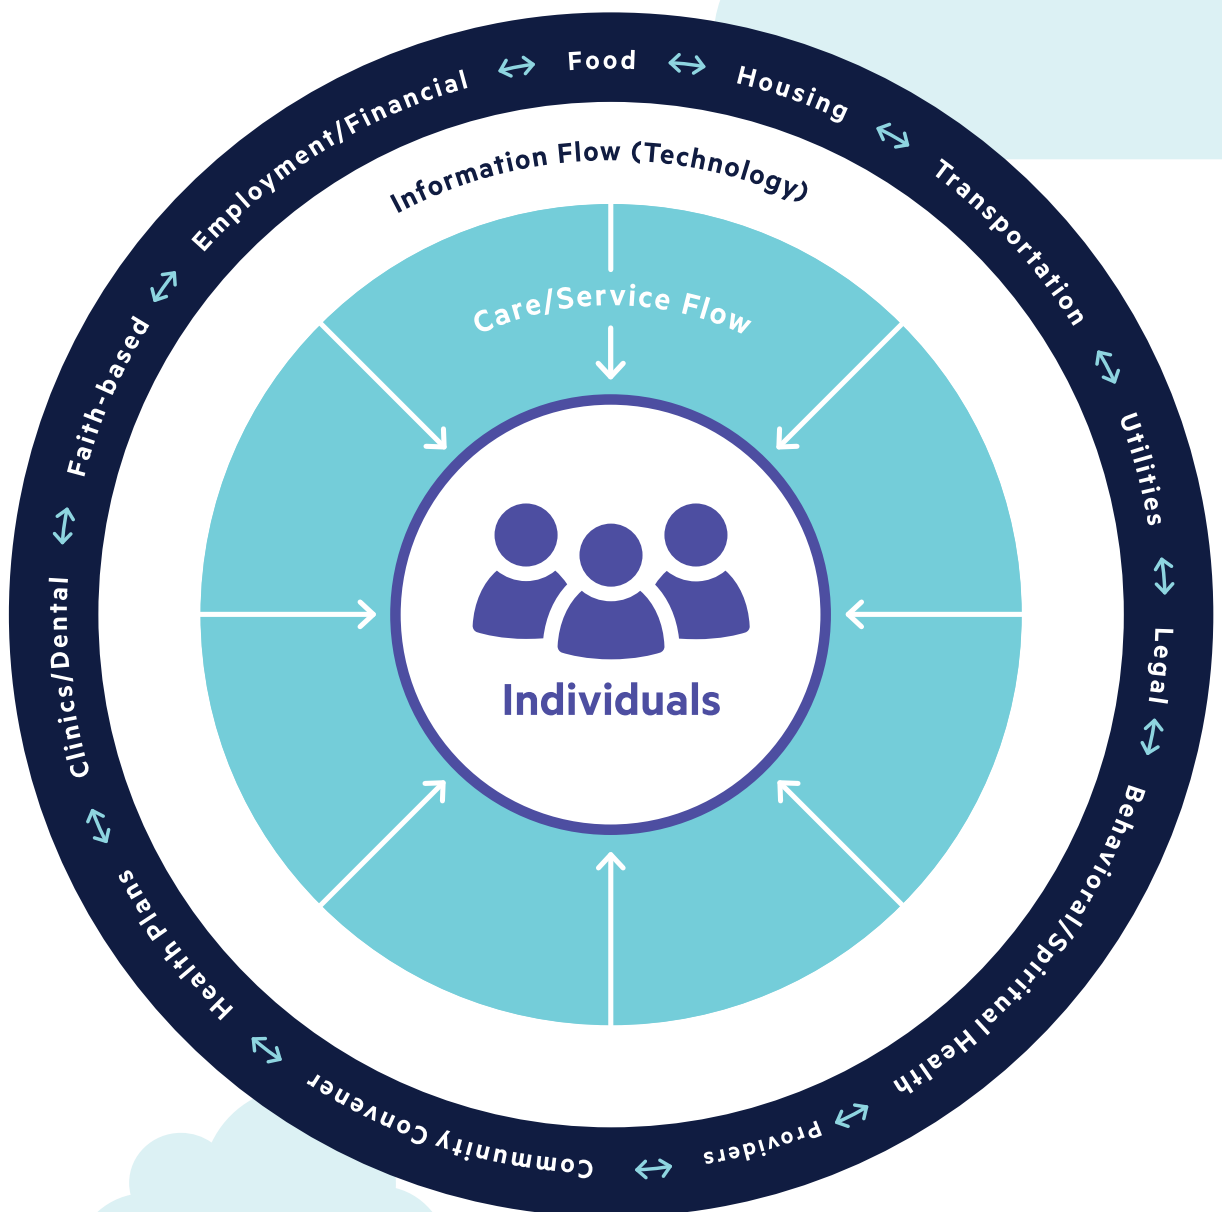 Food
Housing
Transportation
Utilities
Legal
Behavioral/Spiritual Health
Providers
Community Convener
Health Plans
Clinics/Dental
Faith-based
Employment/Financial
Information Flow (Technology)
Care/Service Flow
Individuals